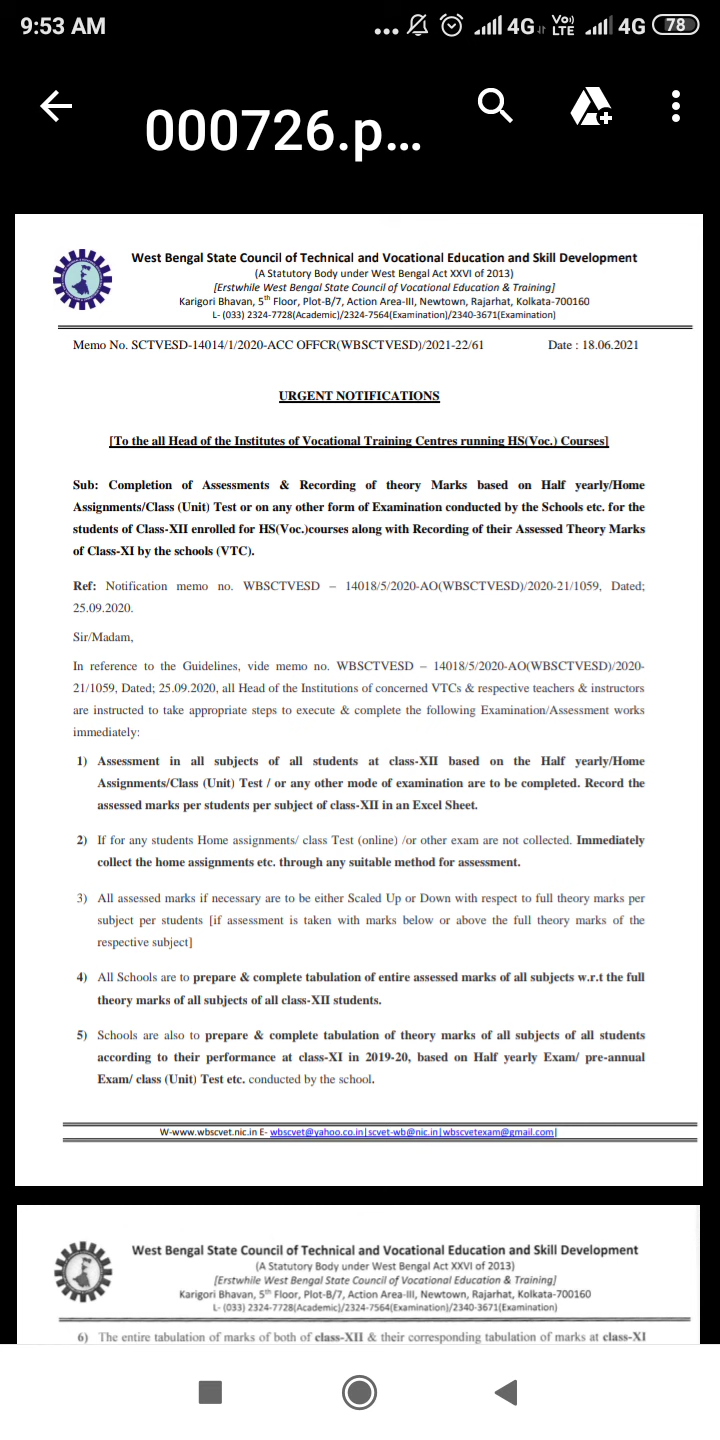 9:53 AM
... 4G VoLTE 4G 78
000726.p...
West Bengal State Council of Technical and Vocational Education and Skill Development
(A Statutory Body under West Bengal Act XXVI of 2013)
[Erstwhile West Bengal State Council of Vocational Education & Training]
Karigori Bhavan, 5th Floor, Plot-B/7, Action Area-III, Newtown, Rajarhat, Kolkata-700160
L- (033) 2324-7728(Academic)/2324-7564(Examination)/2340-3671(Examination)
Memo No. SCTVESD-14014/1/2020-ACC OFFCR(WBSCTVESD)/2021-22/61 Date : 18.06.2021
URGENT NOTIFICATIONS
[To the all Head of the Institutes of Vocational Training Centres running HS(Voc.) Courses]
Sub: Completion of Assessments & Recording of theory Marks based on Half yearly/Home
Assignments/Class (Unit) Test or on any other form of Examination conducted by the Schools etc. for the
students of Class-XII enrolled for HS(Voc.)courses along with Recording of their Assessed Theory Marks
of Class-XI by the schools (VTC).
Ref: Notification memo no. WBSCTVESD – 14018/5/2020-AO(WBSCTVESD)/2020-21/1059, Dated;
25.09.2020.
Sir/Madam,
In reference to the Guidelines, vide memo no. WBSCTVESD – 14018/5/2020-AO(WBSCTVESD)/2020-
21/1059, Dated; 25.09.2020, all Head of the Institutions of concerned VTCs & respective teachers & instructors
are instructed to take appropriate steps to execute & complete the following Examination/Assessment works
immediately:
1) Assessment in all subjects of all students at class-XII based on the Half yearly/Home
Assignments/Class (Unit) Test / or any other mode of examination are to be completed. Record the
assessed marks per students per subject of class-XII in an Excel Sheet.
2) If for any students Home assignments/ class Test (online) /or other exam are not collected. Immediately
collect the home assignments etc. through any suitable method for assessment.
3) All assessed marks if necessary are to be either Scaled Up or Down with respect to full theory marks per
subject per students [if assessment is taken with marks below or above the full theory marks of the
respective subject]
4) All Schools are to prepare & complete tabulation of entire assessed marks of all subjects w.r.t the full
theory marks of all subjects of all class-XII students.
5) Schools are also to prepare & complete tabulation of theory marks of all subjects of all students
according to their performance at class-XI in 2019-20, based on Half yearly Exam/ pre-annual
Exam/ class (Unit) Test etc. conducted by the school.
W-www.wbscvet.nic.in E- wbscvet@yahoo.co.in|scvet-wb@nic.in|wbscvetexam@gmail.com|
West Bengal State Council of Technical and Vocational Education and Skill Development
(A Statutory Body under West Bengal Act XXVI of 2013)
[Erstwhile West Bengal State Council of Vocational Education & Training]
Karigori Bhavan, 5th Floor, Plot-B/7, Action Area-III, Newtown, Rajarhat, Kolkata-700160
L- (033) 2324-7728(Academic)/2324-7564(Examination)/2340-3671(Examination)
6) The entire tabulation of marks of both of class-XII & their corresponding tabulation of marks at class-XI